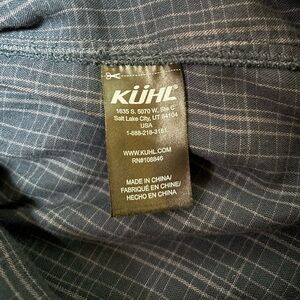 KÜHL
1635 S. 5070 W. Ste C
Salt Lake City, UT 84104
USA
1-888-218-3181
WWW.KUHL.COM
RN#108846
MADE IN CHINA/
FABRIQUÉ EN CHINE/
HECHO EN CHINA